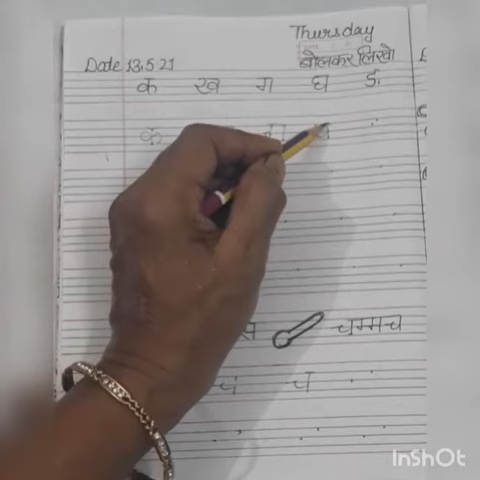 Thursday
Date 13.5.21 बोलकर लिखो
क ख ग घ ङ
क
चम्मच
च च
InShOt